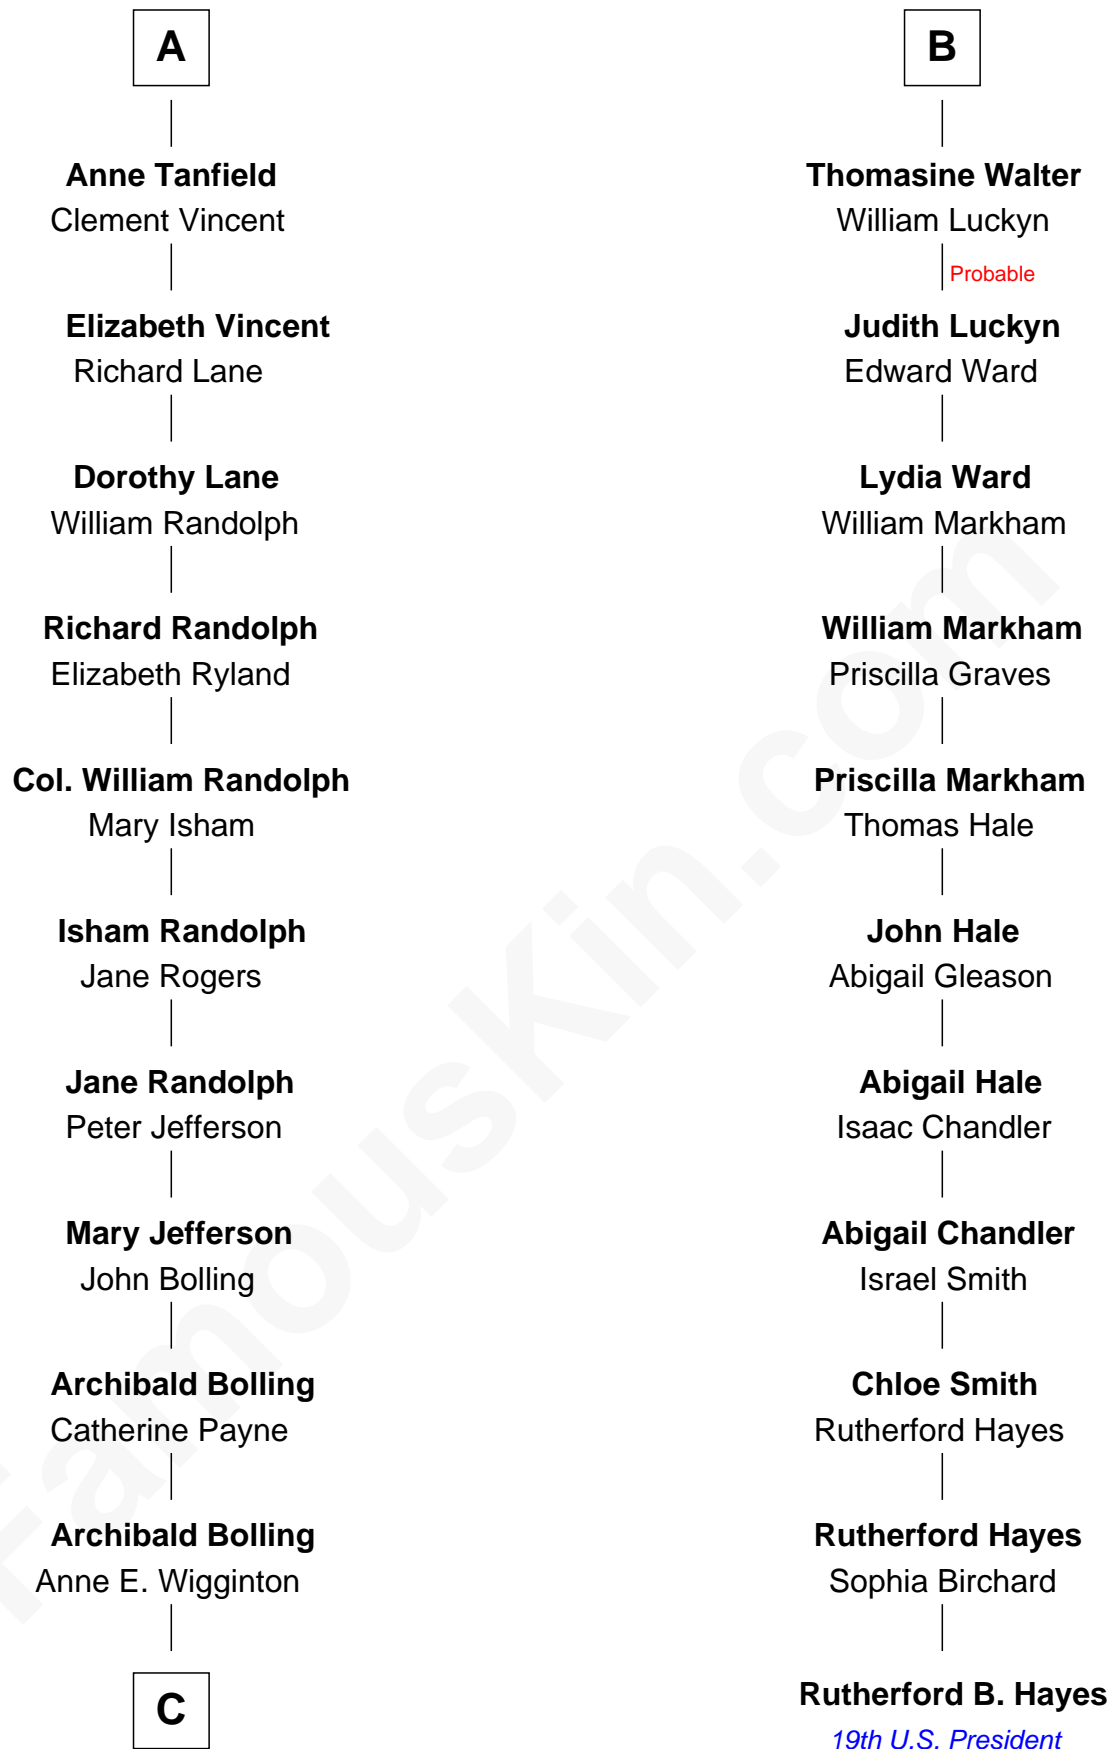 A
Anne Tanfield
Clement Vincent
Elizabeth Vincent
Richard Lane
Dorothy Lane
William Randolph
Richard Randolph
Elizabeth Ryland
Col. William Randolph
Mary Isham
Isham Randolph
Jane Rogers
Jane Randolph
Peter Jefferson
Mary Jefferson
John Bolling
Archibald Bolling
Catherine Payne
Archibald Bolling
Anne E. Wigginton
C
B
Thomasine Walter
William Luckyn
Probable
Judith Luckyn
Edward Ward
Lydia Ward
William Markham
William Markham
Priscilla Graves
Priscilla Markham
Thomas Hale
John Hale
Abigail Gleason
Abigail Hale
Isaac Chandler
Abigail Chandler
Israel Smith
Chloe Smith
Rutherford Hayes
Rutherford Hayes
Sophia Birchard
Rutherford B. Hayes
19th U.S. President
FamousKin.com